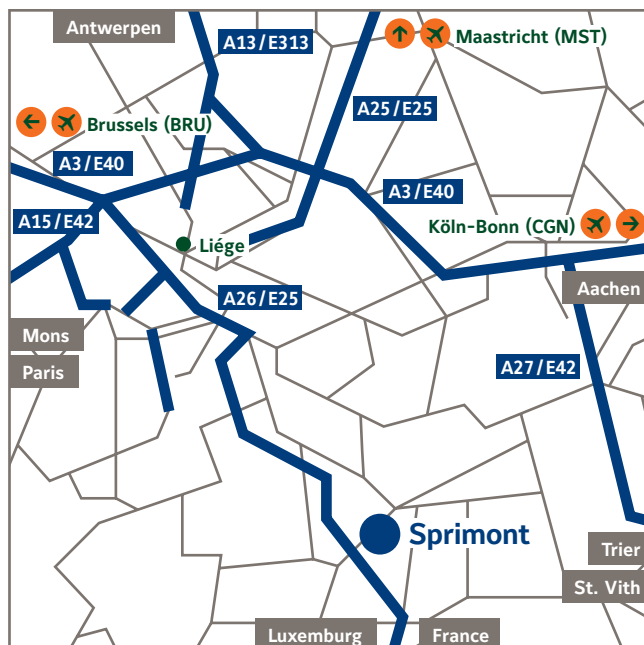 Antwerpen
A13/E313
Maastricht (MST)
A25/E25
Brussels (BRU)
A3/E40
A3/E40
A15/E42
Köln-Bonn (CGN)
Liége
Aachen
A26/E25
Mons
Paris
A27/E42
Sprimont
Trier
St. Vith
Luxemburg
France